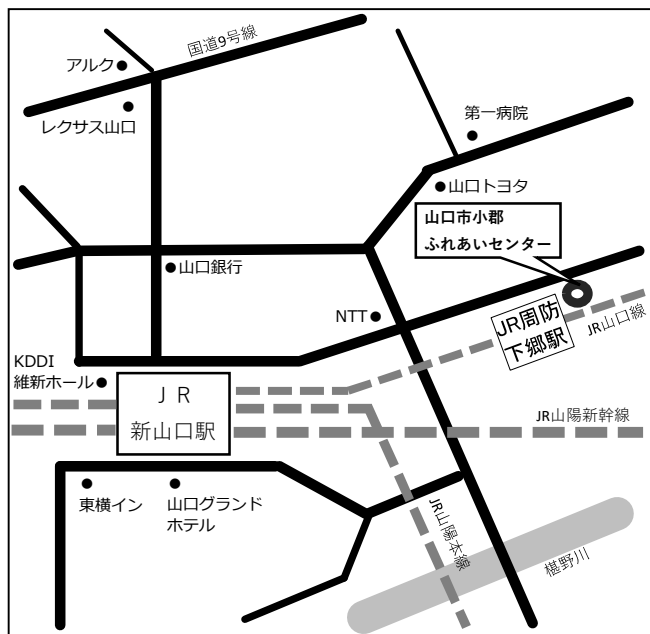 国道9号線
アルク
レクサス山口
第一病院
山口トヨタ
山口市小郡
ふれあいセンター
山口銀行
NTT
JR周防
下郷駅
JR山口線
KDDI
維新ホール
ＪＲ
新山口駅
JR山陽新幹線
東横イン
山口グランド
ホテル
JR山陽本線
椹野川